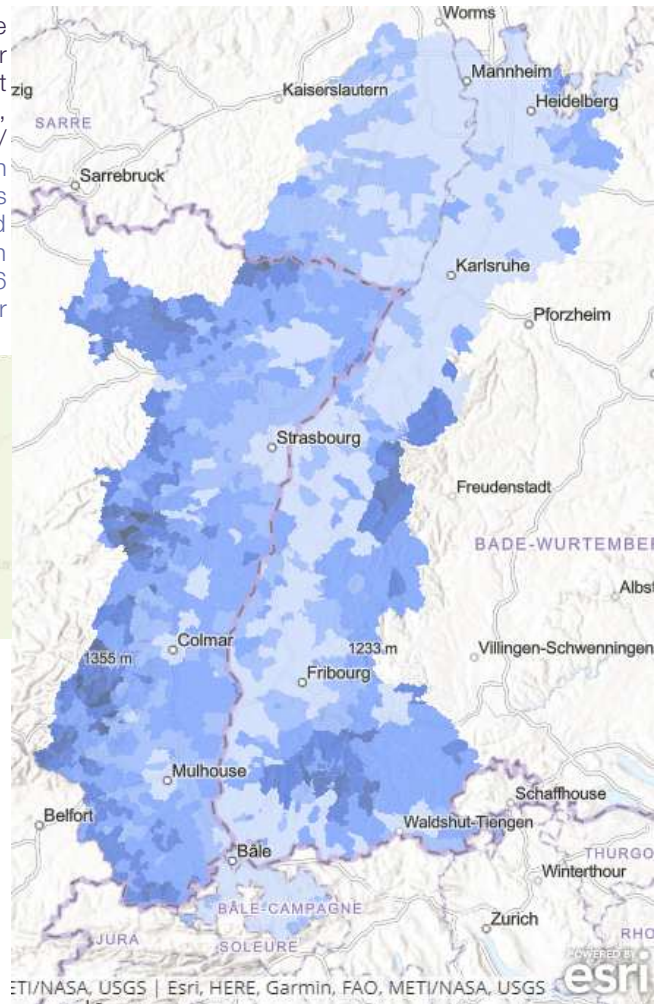 Worms
Mannheim
Kaiserslautern
Heidelberg
zig
SARRE
Sarrebruck
Karlsruhe
Pforzheim
Strasbourg
Freudenstadt
BADE-WURTEMBE
Albst
Colmar
1355 m
1233 m
Villingen-Schwenningen
Fribourg
Mulhouse
Schaffhouse
Belfort
Waldshut-Tiengen
Bâle
THURGO
Winterthour
BÂLE-CAMPAGNE
Zurich
JURA
SOLEURE
RHO
POWERED BY
esri
ETI/NASA, USGS | Esri, HERE, Garmin, FAO, METI/NASA, USGS